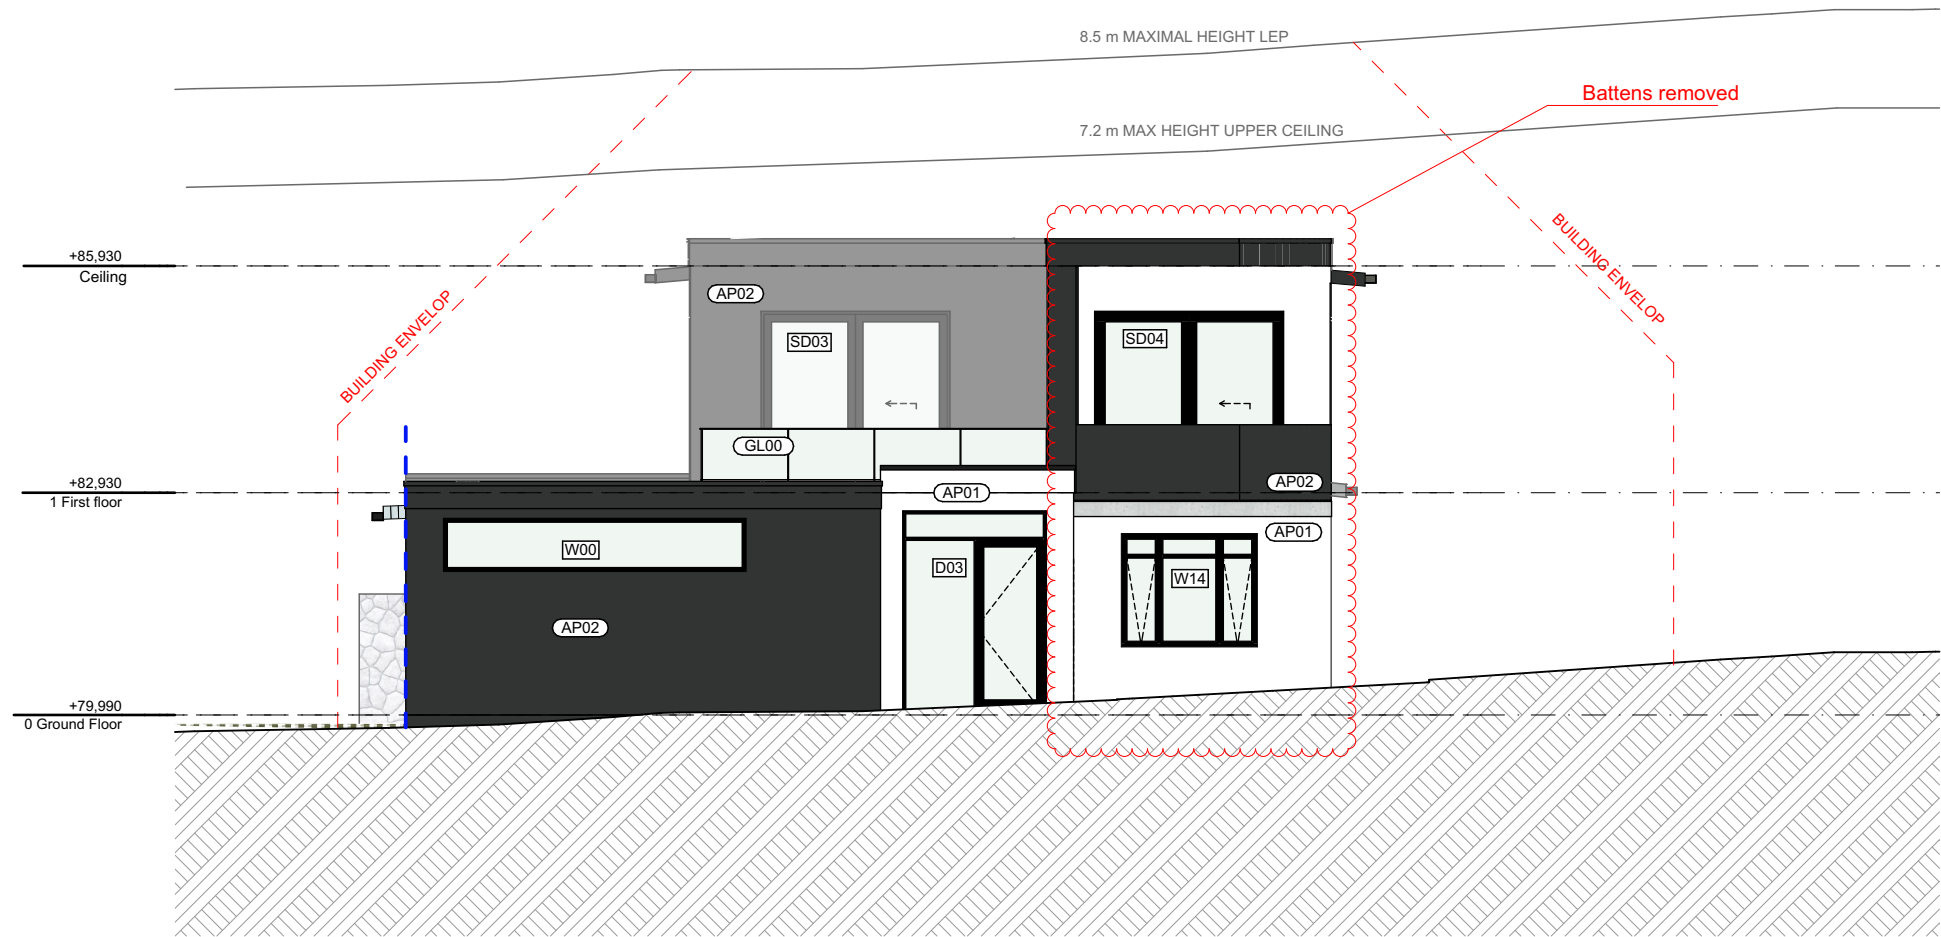 8.5 m MAXIMAL HEIGHT LEP
Battens removed
7.2 m MAX HEIGHT UPPER CEILING
BUILDING ENVELOP
BUILDING ENVELOP
+85,930
Ceiling
AP02
SD03
SD04
GL00
+82,930
1 First floor
AP02
AP01
AP01
W00
D03
W14
AP02
+79,990
0 Ground Floor